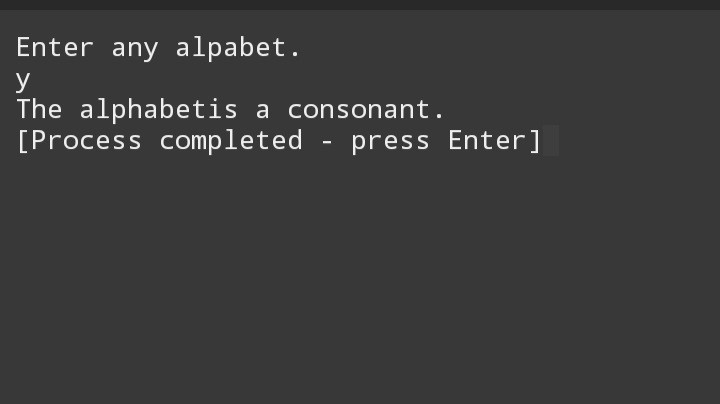 Enter any alpabet.
y
The alphabetis a consonant.
[Process completed - press Enter]